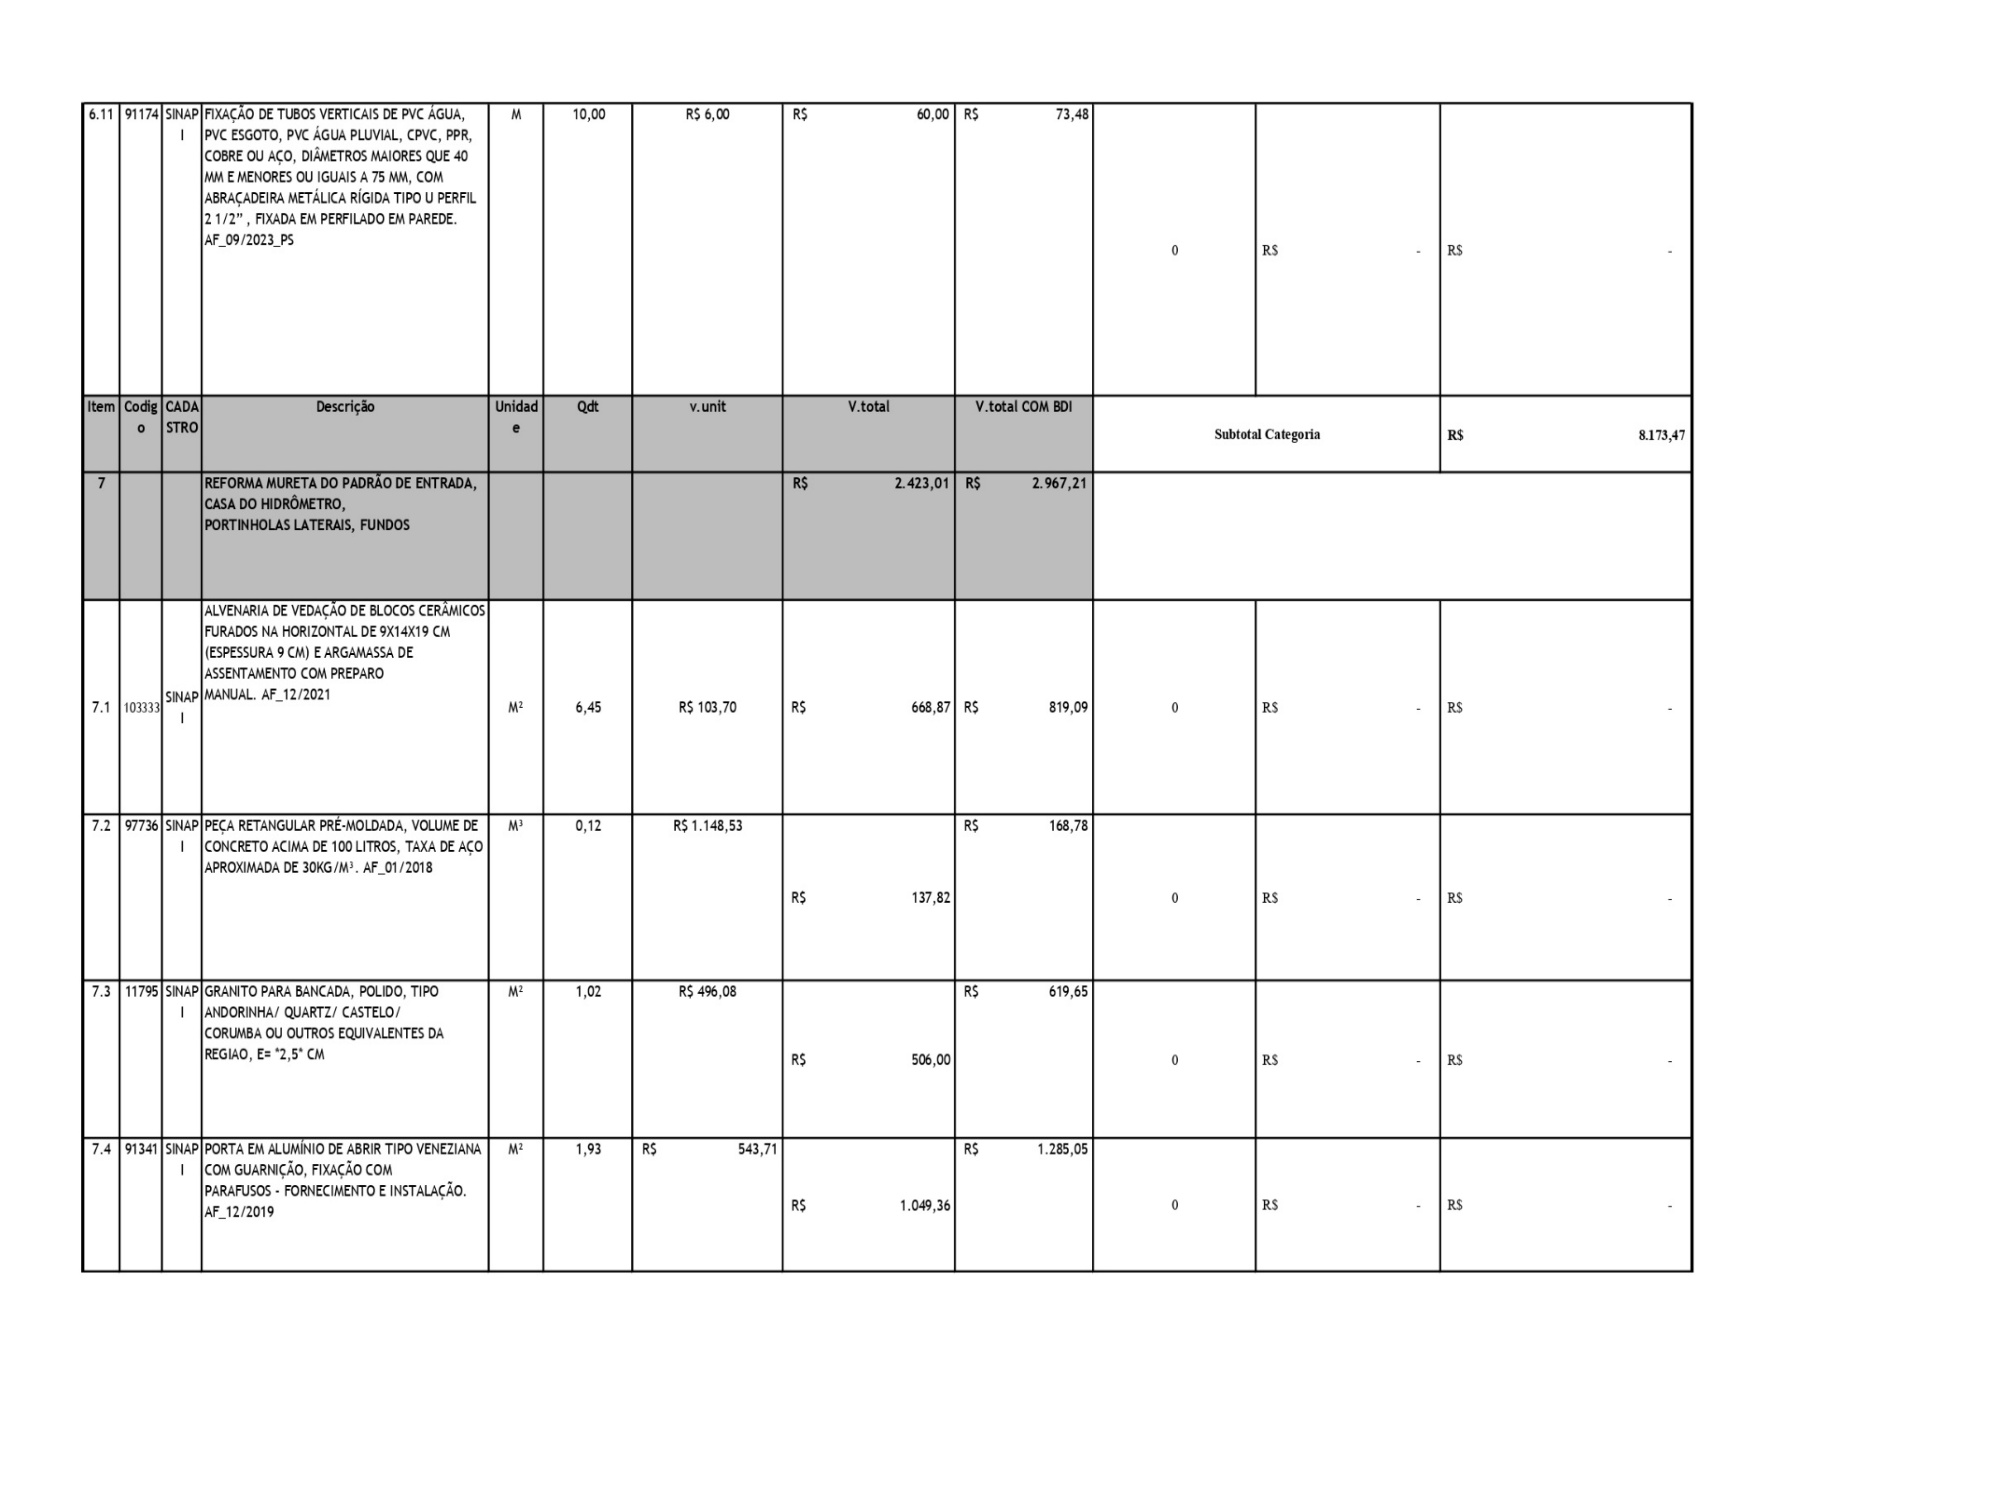 6.11 91174 SINAP FIXAÇÃO DE TUBOS VERTICAIS DE PVC ÁGUA, M 10,00 R$ 6,00 R$ 60,00 R$ 73,48
I PVC ESGOTO, PVC ÁGUA PLUVIAL, CPVC, PPR,
COBRE OU AÇO, DIÂMETROS MAIORES QUE 40
MM E MENORES OU IGUAIS A 75 MM, COM
ABRAÇADEIRA METÁLICA RÍGIDA TIPO U PERFIL
2 1/2” , FIXADA EM PERFILADO EM PAREDE.
AF_09/2023_PS
0 R$ - R$ -
Item Codig CADA Descrição Unidad Qdt v.unit V.total V.total COM BDI
o STRO e
Subtotal Categoria R$ 8.173,47
7 REFORMA MURETA DO PADRÃO DE ENTRADA, R$ 2.423,01 R$ 2.967,21
CASA DO HIDRÔMETRO,
PORTINHOLAS LATERAIS, FUNDOS
ALVENARIA DE VEDAÇÃO DE BLOCOS CERÂMICOS
FURADOS NA HORIZONTAL DE 9X14X19 CM
(ESPESSURA 9 CM) E ARGAMASSA DE
ASSENTAMENTO COM PREPARO
SINAP MANUAL. AF_12/2021
I
7.1 103333 M² 6,45 R$ 103,70 R$ 668,87 R$ 819,09 0 R$ - R$ -
7.2 97736 SINAP PEÇA RETANGULAR PRÉ-MOLDADA, VOLUME DE M³ 0,12 R$ 1.148,53 R$ 168,78
I CONCRETO ACIMA DE 100 LITROS, TAXA DE AÇO
APROXIMADA DE 30KG/M³. AF_01/2018
R$ 137,82 0 R$ - R$ -
7.3 11795 SINAP GRANITO PARA BANCADA, POLIDO, TIPO M² 1,02 R$ 496,08 R$ 619,65
I ANDORINHA/ QUARTZ/ CASTELO/
CORUMBA OU OUTROS EQUIVALENTES DA
REGIAO, E= *2,5* CM
R$ 506,00 0 R$ - R$ -
7.4 91341 SINAP PORTA EM ALUMÍNIO DE ABRIR TIPO VENEZIANA M² 1,93 R$ 543,71 R$ 1.285,05
I COM GUARNIÇÃO, FIXAÇÃO COM
PARAFUSOS - FORNECIMENTO E INSTALAÇÃO.
AF_12/2019
R$ 1.049,36 0 R$ - R$ -